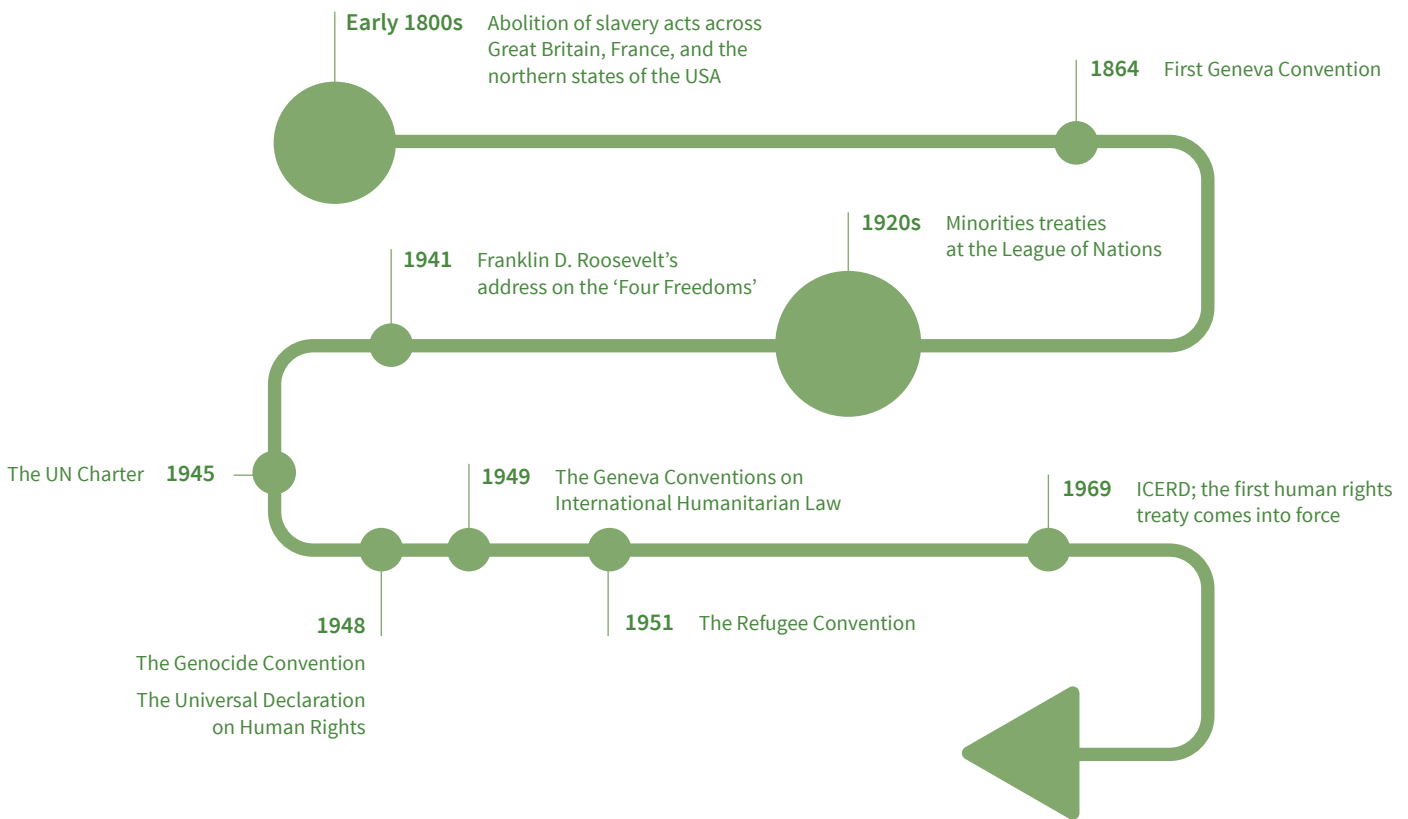 Early 1800s Abolition of slavery acts across
Great Britain, France, and the
northern states of the USA
1864 First Geneva Convention
1920s Minorities treaties
at the League of Nations
1941 Franklin D. Roosevelt’s
address on the ‘Four Freedoms’
The UN Charter 1945
1948
The Genocide Convention
The Universal Declaration
on Human Rights
1949 The Geneva Conventions on
International Humanitarian Law
1951 The Refugee Convention
1969 ICERD; the first human rights
treaty comes into force